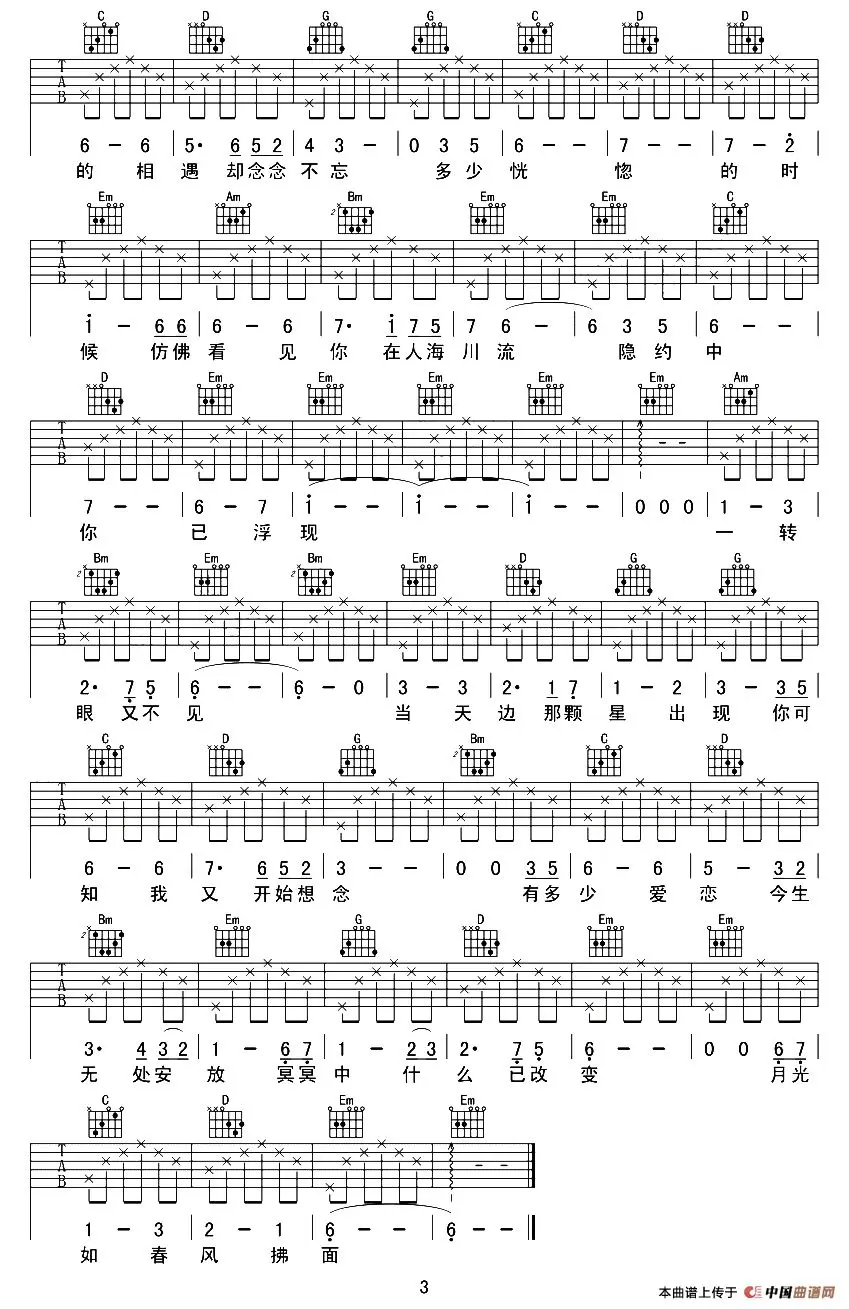 C D G G C D D
T A B
6 - 6 | 5· 6 5 2 | 4 3 - | 0 3 5 | 6 - - | 7 - - | 7 - 2 |
的 相 遇 却念念 不 忘 多 少 恍 惚 的 时
Em Am Bm Em Em C
2
T A B
1 - 6 6 | 6 - 6 | 7· 1 7 5 | 7 6 - | 6 3 5 | 6 - - |
候 仿佛 看 见 你 在人海 川 流 隐 约 中
D Em Em Em Em Em Am
T A B
7 - - | 6 - 7 | 1 - - | 1 - - | 1 - - | 0 0 0 | 1 - 3 |
你 已 浮 现 一 转
Bm Em Bm Em D G G
2 2
T A B
2· 7 5 | 6 - - | 6 - 0 | 3 - 3 | 2· 1 7 | 1 - 2 | 3 - 3 5 |
眼 又不 见 当 天 边 那颗 星 出 现 你可
C D G Bm C D
2
T A B
6 - 6 | 7· 6 5 2 | 3 - - | 0 0 3 5 | 6 - 6 | 5 - 3 2 |
知 我 又 开始想 念 有多 少 爱 恋 今生
Bm Em G D Em Em
2
T A B
3· 4 3 2 | 1 - 6 7 | 1 - 2 3 | 2· 7 5 | 6 - - | 0 0 6 7 |
无 处安 放 冥冥 中 什 么 已改 变 月光
C D Em Em
T A B
1 - 3 | 2 - 1 | 6 - - | 6 - -
如 春 风 拂 面
3
本曲谱上传于 中国曲谱网